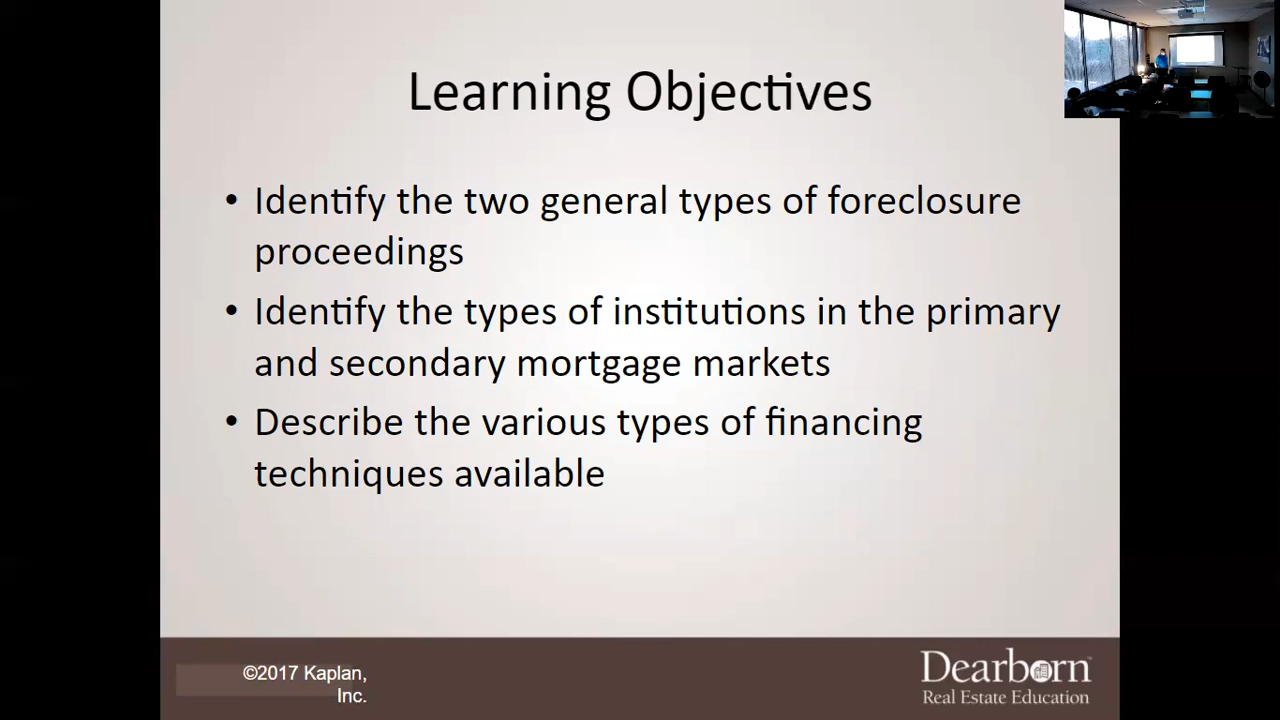 Learning Objectives
• Identify the two general types of foreclosure
proceedings
• Identify the types of institutions in the primary
and secondary mortgage markets
• Describe the various types of financing
techniques available
©2017 Kaplan,
Inc.
Dearborn™
Real Estate Education